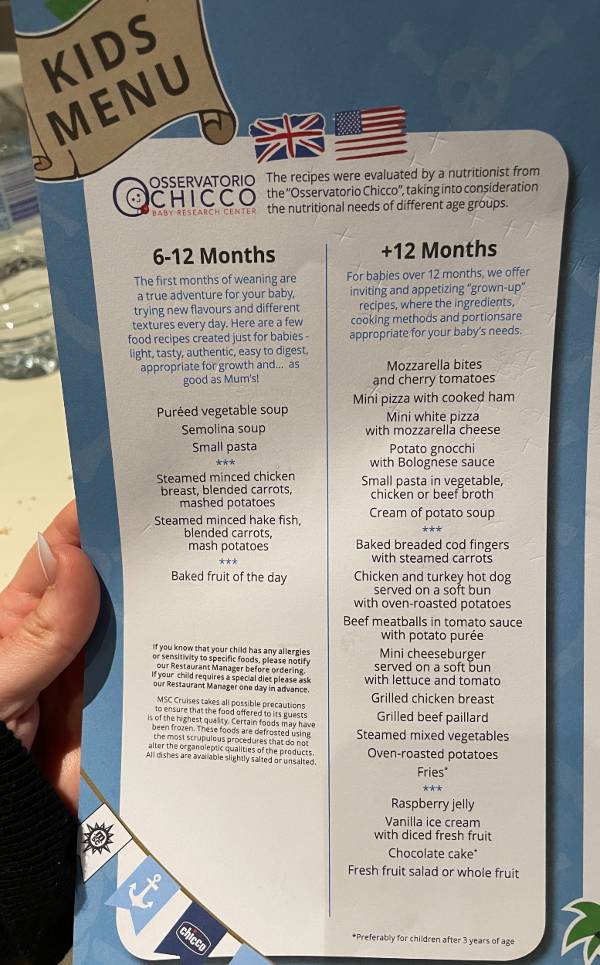 KIDS
MENU
OSSERVATORIO
CHICCO
BABY RESEARCH CENTER
The recipes were evaluated by a nutritionist from
the "Osservatorio Chicco", taking into consideration
the nutritional needs of different age groups.
6-12 Months
The first months of weaning are
a true adventure for your baby,
trying new flavours and different
textures every day. Here are a few
food recipes created just for babies -
light, tasty, authentic, easy to digest,
appropriate for growth and... as
good as Mum's!
Puréed vegetable soup
Semolina soup
Small pasta
***
Steamed minced chicken
breast, blended carrots,
mashed potatoes
Steamed minced hake fish,
blended carrots,
mash potatoes
***
Baked fruit of the day
If you know that your child has any allergies
or sensitivity to specific foods, please notify
our Restaurant Manager before ordering.
If your child requires a special diet please ask
our Restaurant Manager one day in advance.
MSC Cruises takes all possible precautions
to ensure that the food offered to its guests
is of the highest quality. Certain foods may have
been frozen. These foods are defrosted using
the most scrupulous procedures that do not
alter the organoleptic qualities of the products.
All dishes are available slightly salted or unsalted.
+12 Months
For babies over 12 months, we offer
inviting and appetizing "grown-up"
recipes, where the ingredients,
cooking methods and portionsare
appropriate for your baby's needs.
Mozzarella bites
and cherry tomatoes
Mini pizza with cooked ham
Mini white pizza
with mozzarella cheese
Potato gnocchi
with Bolognese sauce
Small pasta in vegetable,
chicken or beef broth
Cream of potato soup
***
Baked breaded cod fingers
with steamed carrots
Chicken and turkey hot dog
served on a soft bun
with oven-roasted potatoes
Beef meatballs in tomato sauce
with potato purée
Mini cheeseburger
served on a soft bun
with lettuce and tomato
Grilled chicken breast
Grilled beef paillard
Steamed mixed vegetables
Oven-roasted potatoes
Fries*
***
Raspberry jelly
Vanilla ice cream
with diced fresh fruit
Chocolate cake*
Fresh fruit salad or whole fruit
*Preferably for children after 3 years of age
chicco